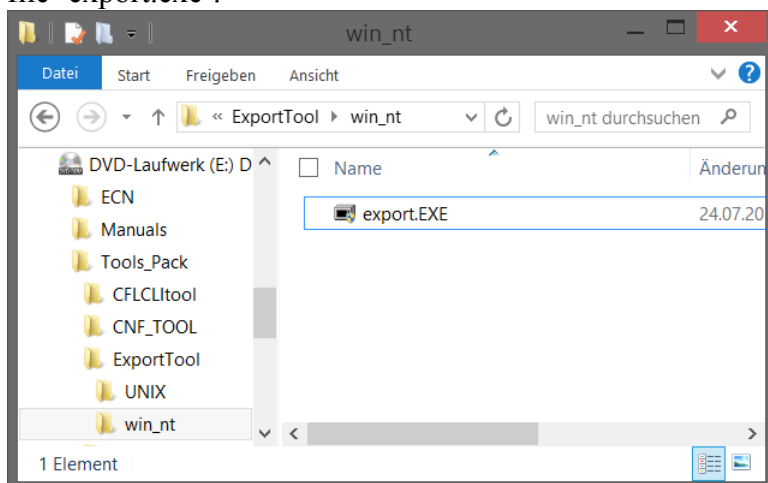 file "export.exe".
win_nt
Datei Start Freigeben Ansicht
« ExportTool win_nt win_nt durchsuchen
DVD-Laufwerk (E:) D
ECN
Manuals
Tools_Pack
CFLCLItool
CNF_TOOL
ExportTool
UNIX
win_nt
Name Änderun
export.EXE 24.07.20
1 Element